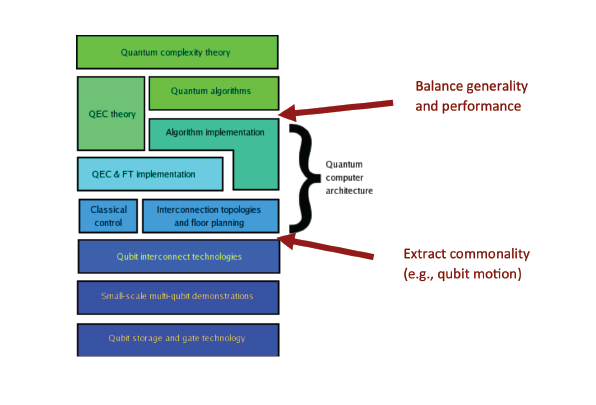 Quantum complexity theory
QEC theory
Quantum algorithms
Algorithm implementation
QEC & FT implementation
Classical
control
Interconnection topologies
and floor planning
Qubit interconnect technologies
Small-scale multi-qubit demonstrations
Qubit storage and gate technology
Quantum
computer
architecture
Balance generality
and performance
Extract commonality
(e.g., qubit motion)